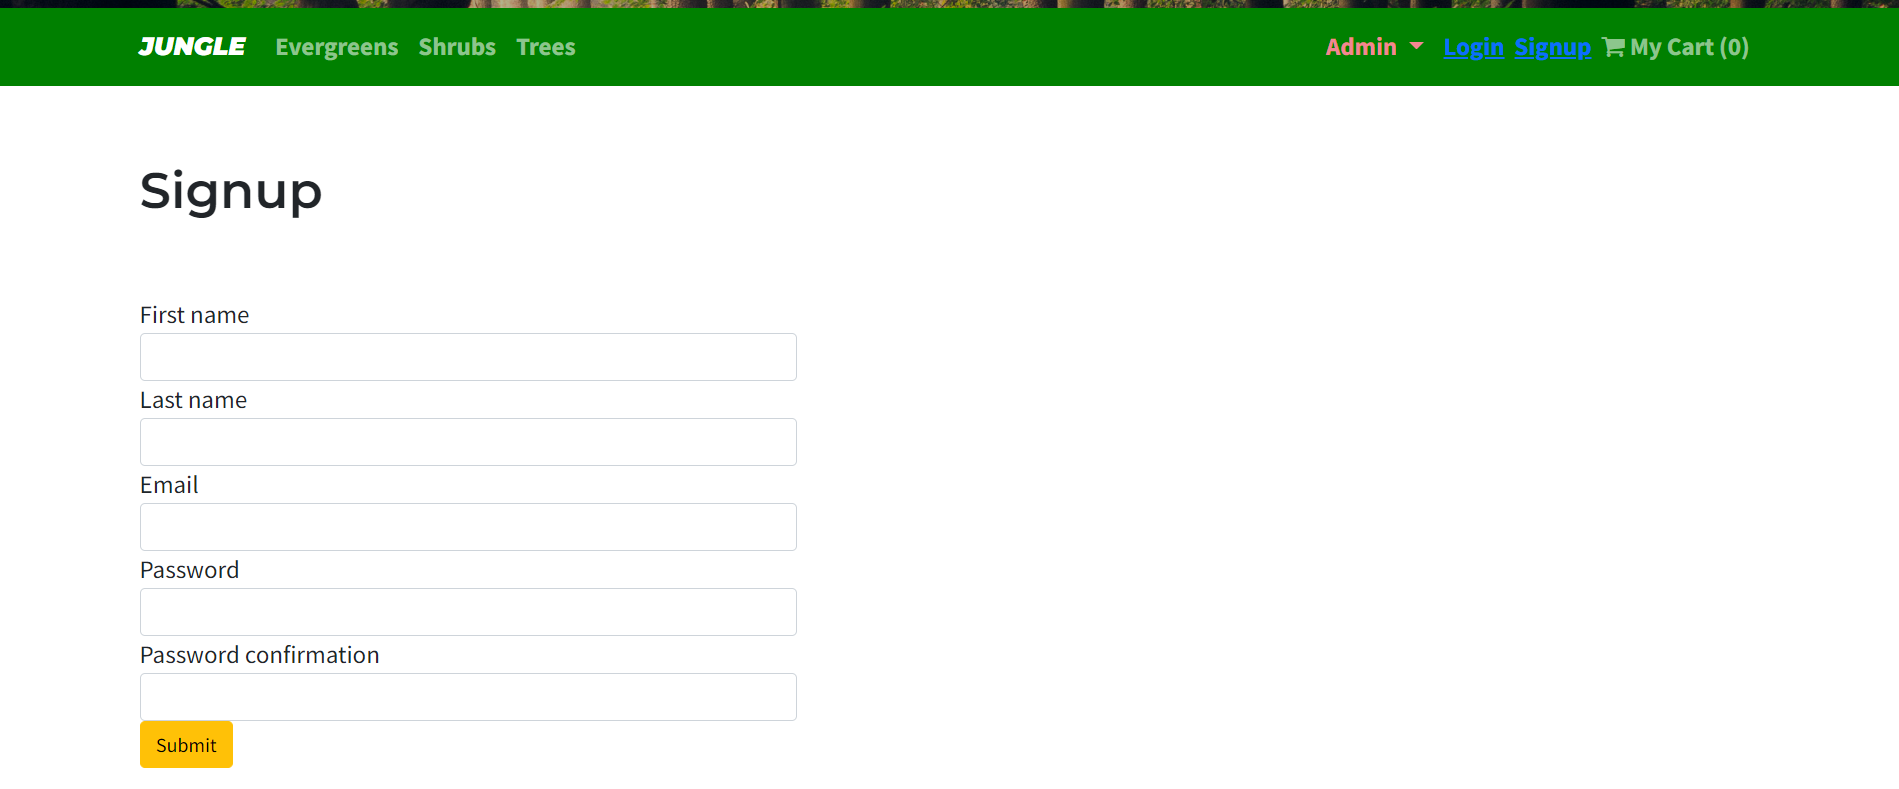 JUNGLE Evergreens Shrubs Trees Admin Login Signup My Cart (0)
Signup
First name
Last name
Email
Password
Password confirmation
Submit